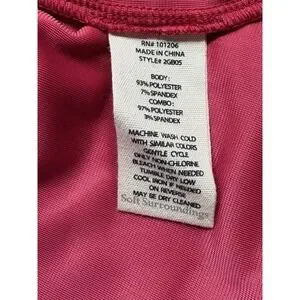 RN# 101206
MADE IN CHINA
STYLE# 2GB05
BODY:
93% POLYESTER
7% SPANDEX
COMBO:
97% POLYESTER
3% SPANDEX
MACHINE WASH COLD
WITH SIMILAR COLORS
GENTLE CYCLE
ONLY NON-CHLORINE
BLEACH WHEN NEEDED
TUMBLE DRY LOW
COOL IRON IF NEEDED
ON REVERSE
MAY BE DRY CLEANED
Soft Surroundings